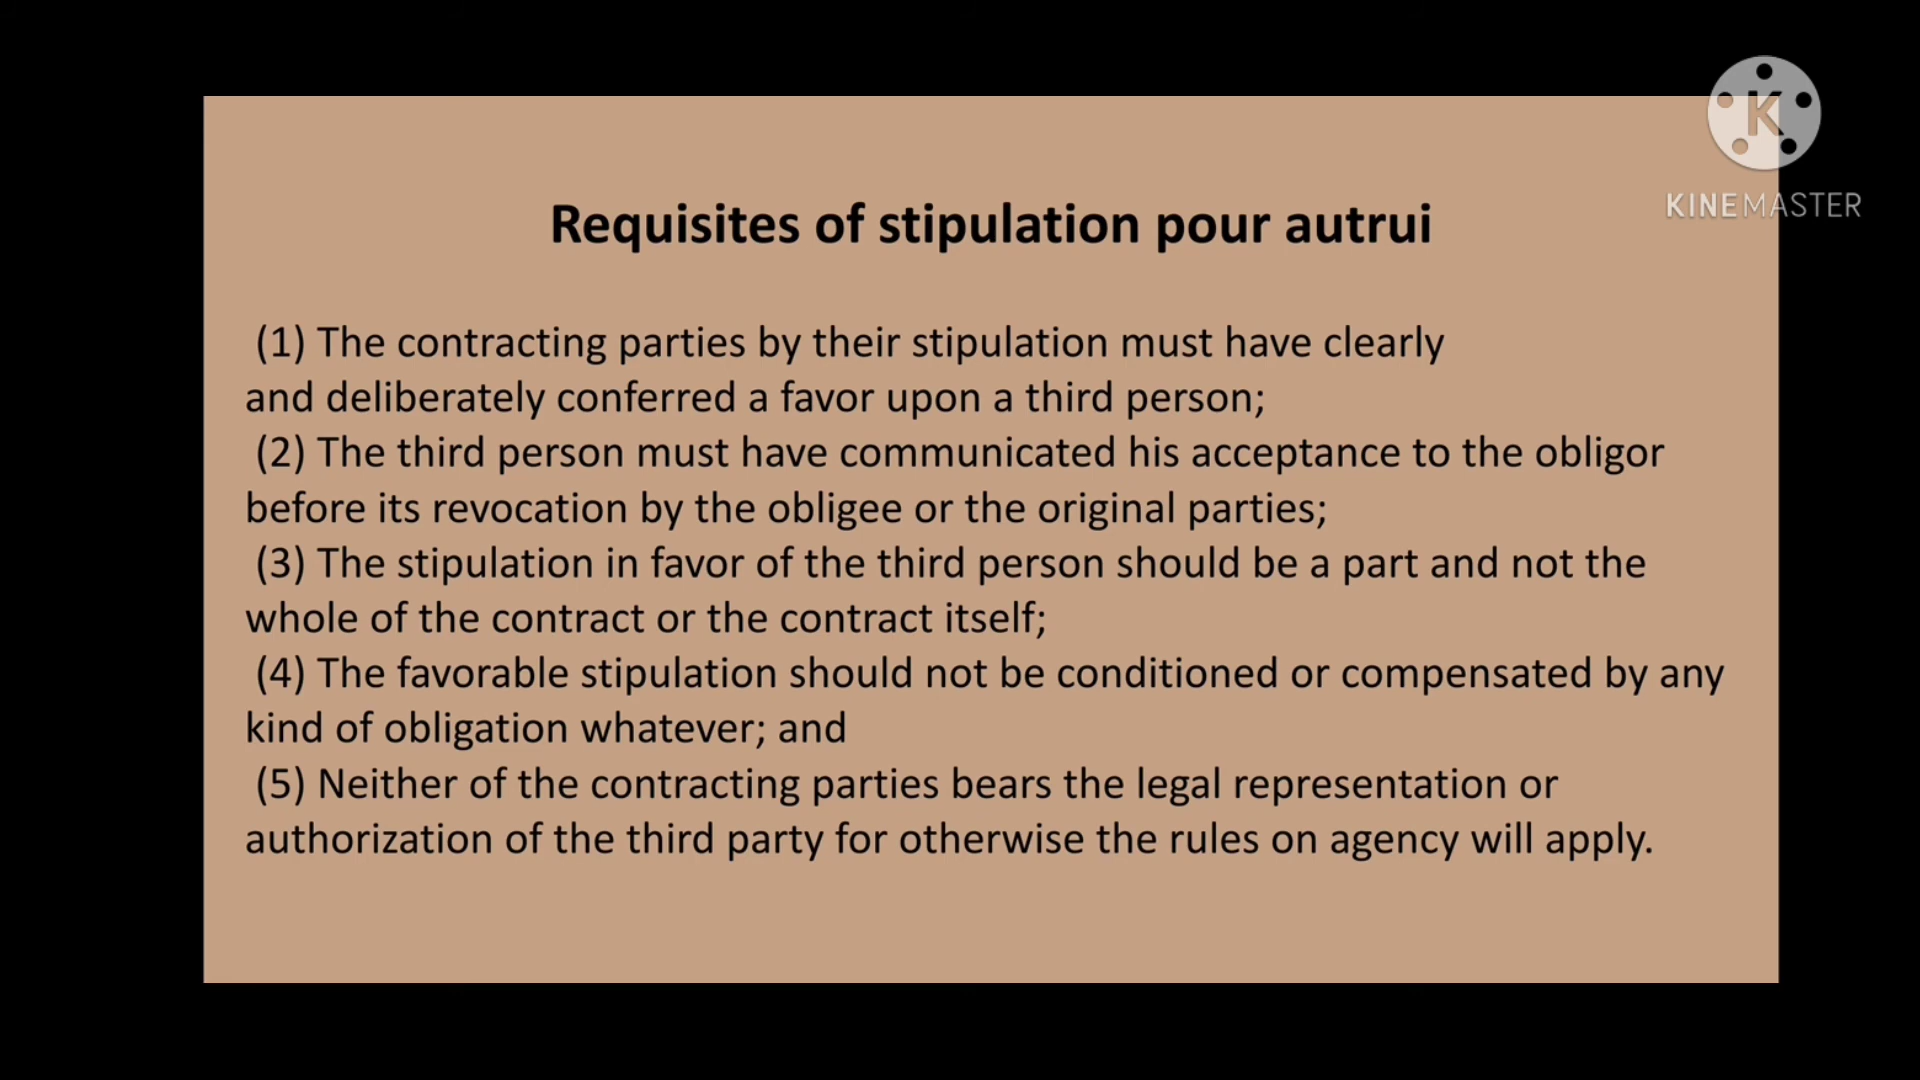 K
KINEMASTER
Requisites of stipulation pour autrui
(1) The contracting parties by their stipulation must have clearly
and deliberately conferred a favor upon a third person;
(2) The third person must have communicated his acceptance to the obligor
before its revocation by the obligee or the original parties;
(3) The stipulation in favor of the third person should be a part and not the
whole of the contract or the contract itself;
(4) The favorable stipulation should not be conditioned or compensated by any
kind of obligation whatever; and
(5) Neither of the contracting parties bears the legal representation or
authorization of the third party for otherwise the rules on agency will apply.